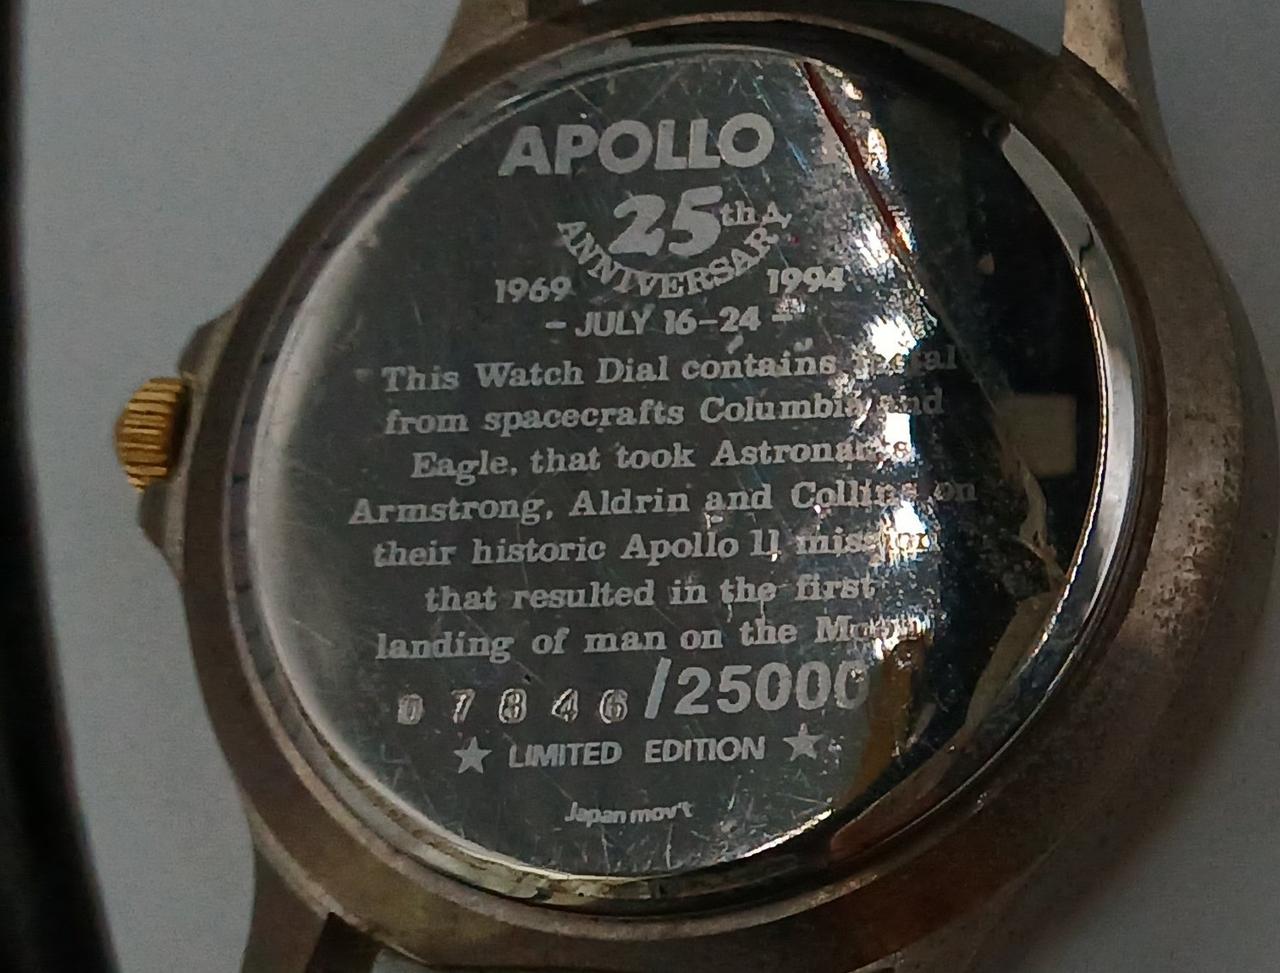 APOLLO
25th
ANNIVERSARY
1969 1994
- JULY 16-24 -
This Watch Dial contains
from spacecrafts Columbia and
Eagle, that took Astronauts
Armstrong, Aldrin and Collins on
their historic Apollo 11 mission
that resulted in the first
landing of man on the Moon
07846/25000
★ LIMITED EDITION ★
Japan mov't